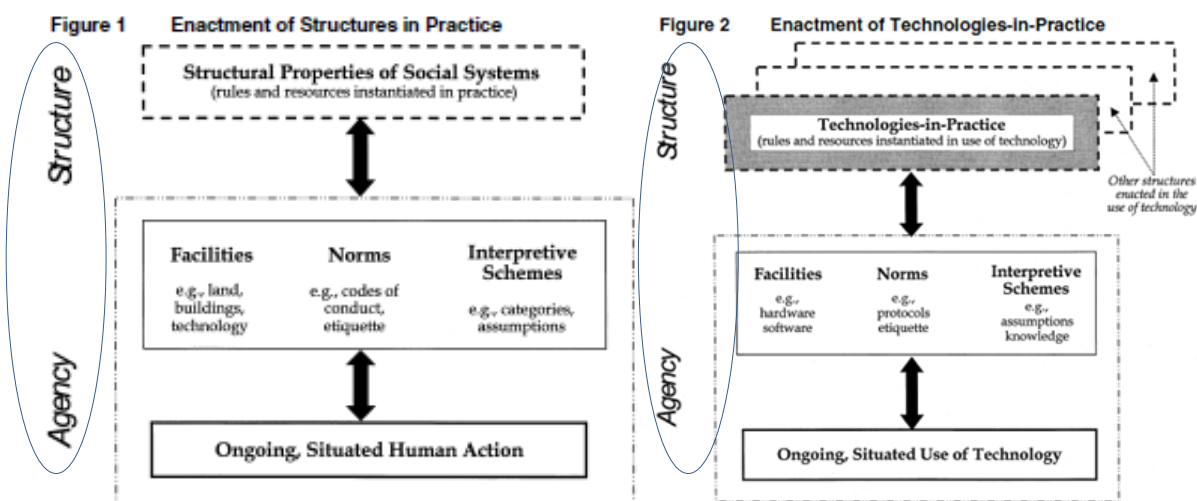 Figure 1 Enactment of Structures in Practice
Structure
Structural Properties of Social Systems
(rules and resources instantiated in practice)
Facilities
e.g., land,
buildings,
technology
Norms
e.g., codes of
conduct,
etiquette
Interpretive
Schemes
e.g., categories,
assumptions
Agency
Ongoing, Situated Human Action
Figure 2 Enactment of Technologies-in-Practice
Structure
Technologies-in-Practice
(rules and resources instantiated in use of technology)
Other structures
enacted in the
use of technology
Facilities
e.g.,
hardware
software
Norms
e.g.,
protocols
etiquette
Interpretive
Schemes
e.g.,
assumptions
knowledge
Agency
Ongoing, Situated Use of Technology